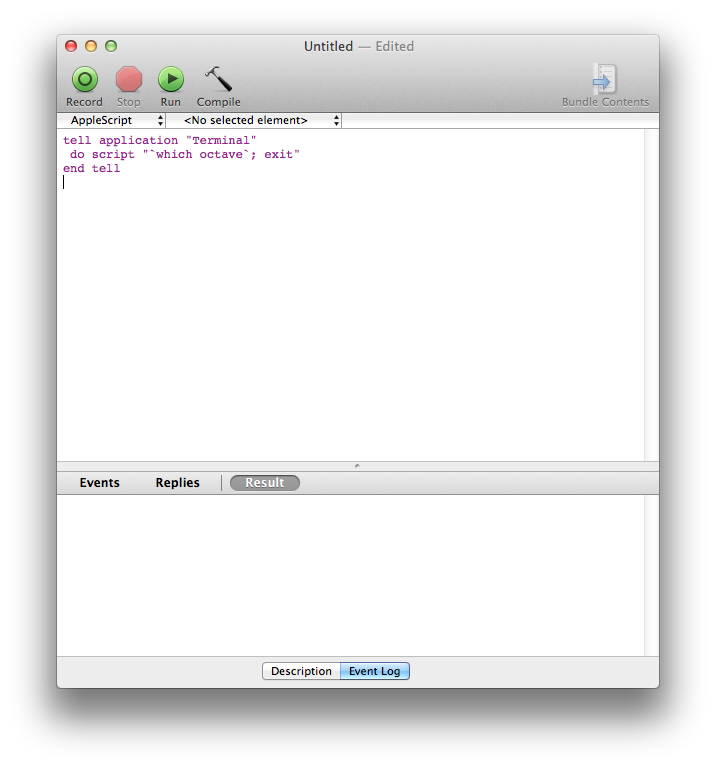 Untitled — Edited
Record Stop Run Compile Bundle Contents
AppleScript <No selected element>
tell application "Terminal"
 do script "`which octave`; exit"
end tell
Events Replies Result
Description Event Log